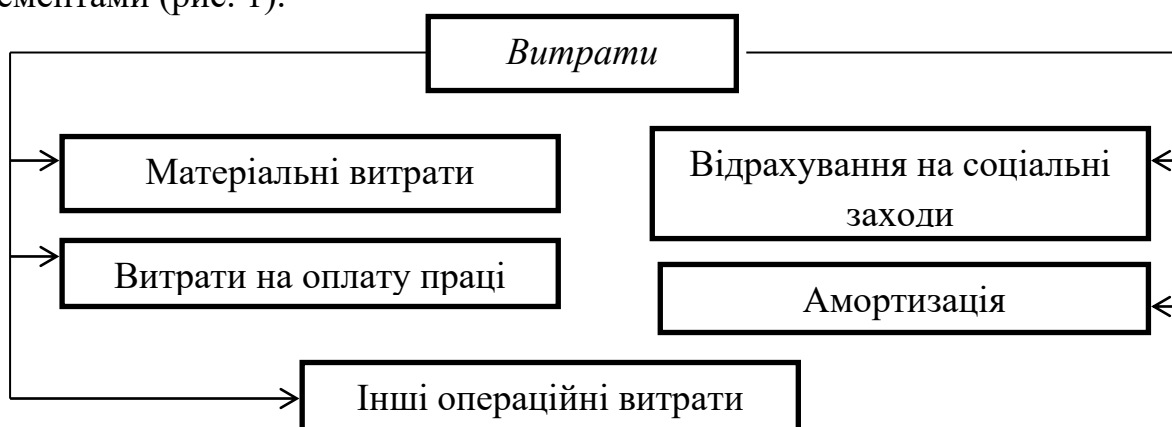 ементами (рис. 1).
Витрати
Матеріальні витрати
Відрахування на соціальні
заходи
Витрати на оплату праці
Амортизація
Інші операційні витрати